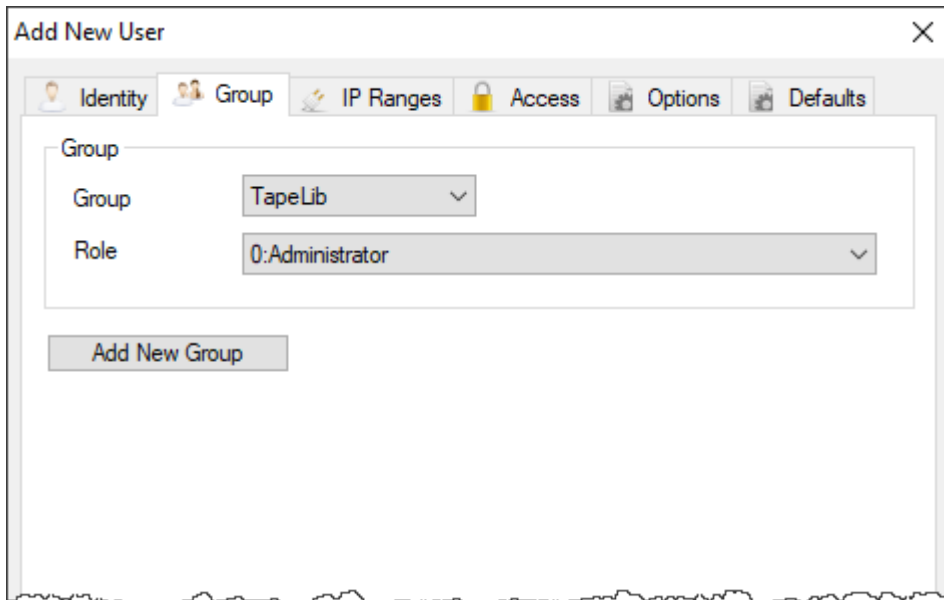 Add New User
Identity Group IP Ranges Access Options Defaults
Group
Group TapeLib
Role 0:Administrator
Add New Group